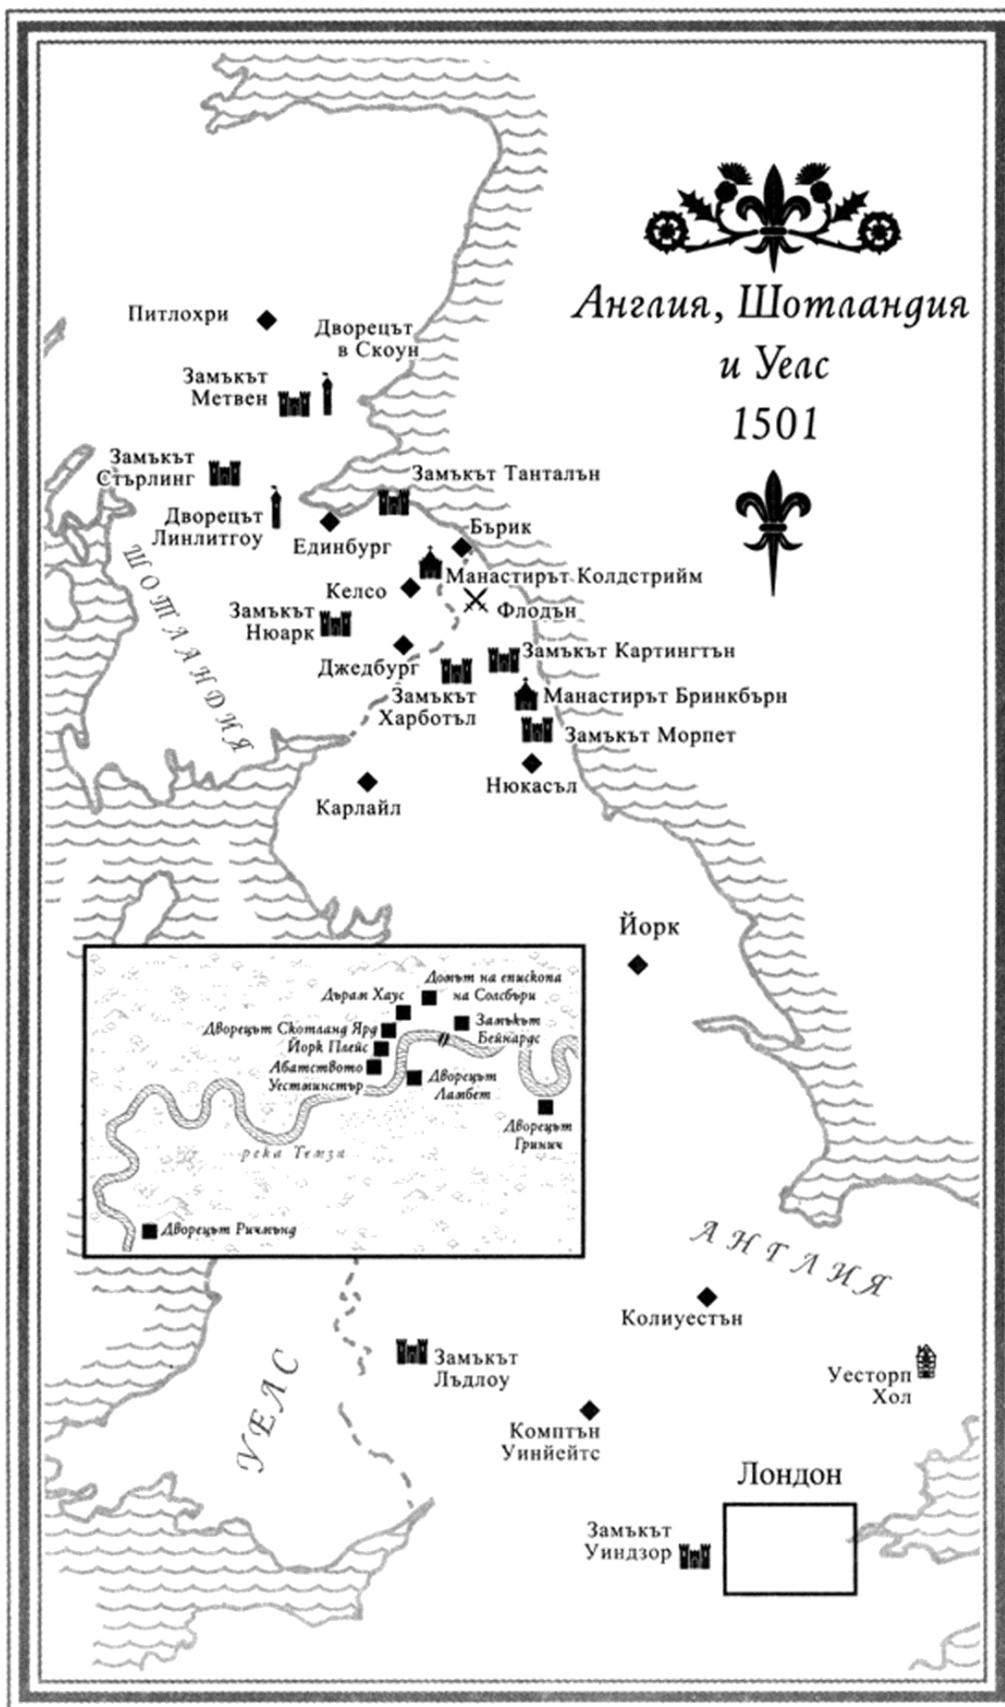 Англия, Шотландия
и Уелс
1501
Питлохри
Дворецът
в Скоун
Замъкът
Метвен
Замъкът
Стърлинг
Замъкът Танталън
Дворецът
Линлитгоу
Единбург
Бърик
Манастирът Колдстрийм
Келсо
Флодън
Замъкът
Нюарк
ШОТЛАНДИЯ
Джедбург
Замъкът Картингтън
Замъкът
Харботъл
Манастирът Бринкбърн
Замъкът Морпет
Нюкасъл
Карлайл
Йорк
Домът на епископа
на Солсбъри
Дърам Хаус
Дворецът Скотланд Ярд
Замъкът
Бейнардс
Йорк Плейс
Абатството
Уестминстър
Дворецът
Ламбет
Дворецът
Гринич
река Темза
Дворецът Ричмънд
АНГЛИЯ
Колиуестън
УЕЛС
Замъкът
Лъдлоу
Уесторп
Хол
Комптън
Уинйейтс
Лондон
Замъкът
Уиндзор